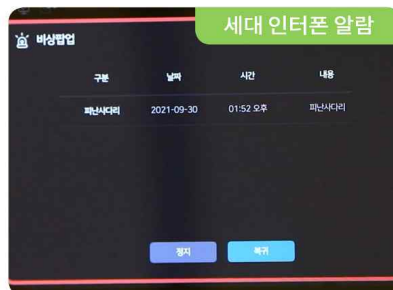 세대 인터폰 알람
비상팝업
구분 날짜 시간 내용
피난사다리 2021-09-30 01:52 오후 피난사다리
정지 복귀